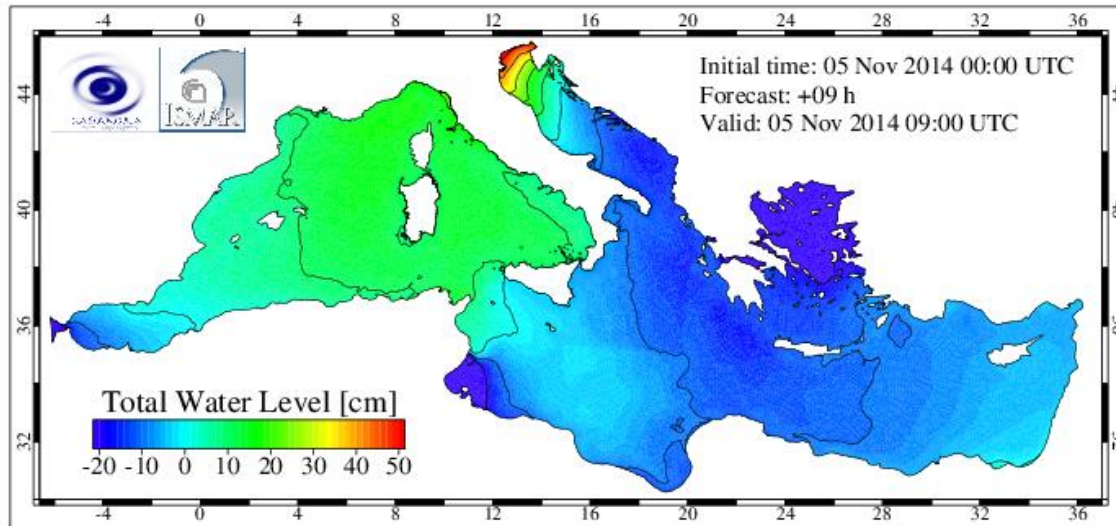 -4 0 4 8 12 16 20 24 28 32 36
ISMAR
Initial time: 05 Nov 2014 00:00 UTC
Forecast: +09 h
Valid: 05 Nov 2014 09:00 UTC
44
40
36
32
Total Water Level [cm]
-20 -10 0 10 20 30 40 50
-4 0 4 8 12 16 20 24 28 32 36